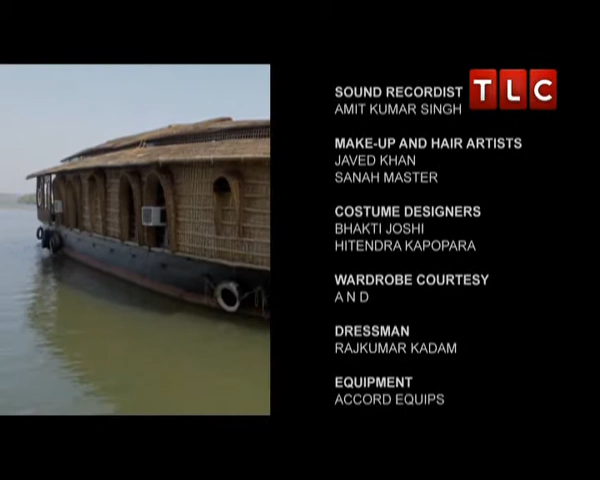 TLC
SOUND RECORDIST
AMIT KUMAR SINGH
MAKE-UP AND HAIR ARTISTS
JAVED KHAN
SANAH MASTER
COSTUME DESIGNERS
BHAKTI JOSHI
HITENDRA KAPOPARA
WARDROBE COURTESY
A N D
DRESSMAN
RAJKUMAR KADAM
EQUIPMENT
ACCORD EQUIPS